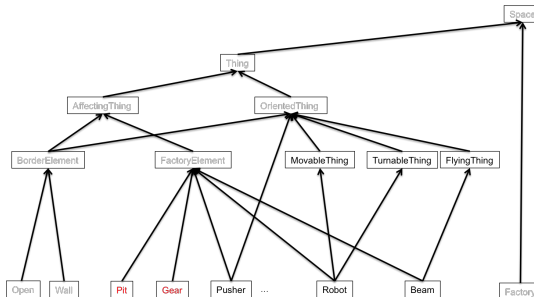 Space
Thing
AffectingThing OrientedThing
BorderElement FactoryElement MovableThing TurnableThing FlyingThing
Open Wall Pit Gear Pusher ... Robot Beam Factory